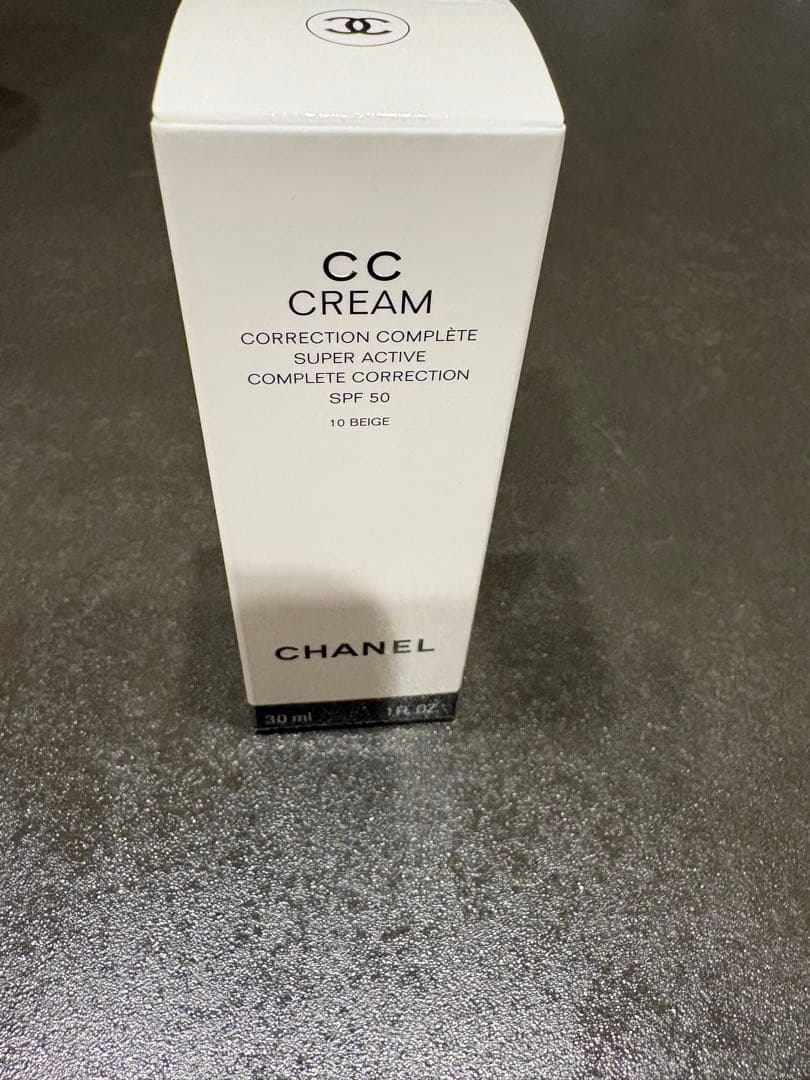 CC
CREAM
CORRECTION COMPLÈTE
SUPER ACTIVE
COMPLETE CORRECTION
SPF 50
10 BEIGE
CHANEL
30 ml 1 FL. OZ.